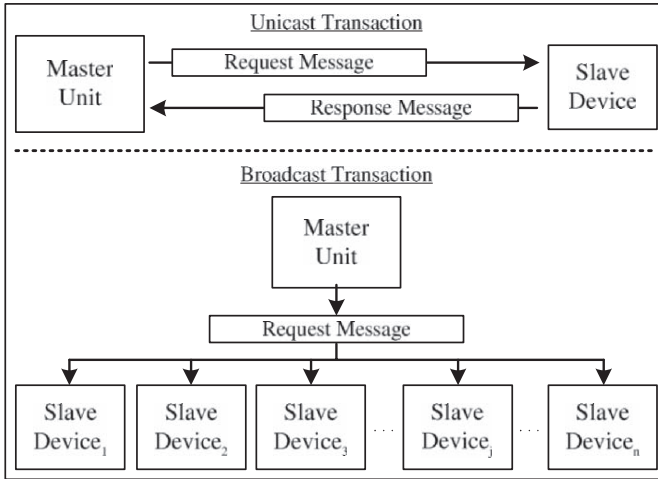 Unicast Transaction
Master
Unit
Request Message
Response Message
Slave
Device
Broadcast Transaction
Master
Unit
Request Message
Slave
Device₁
Slave
Device₂
Slave
Device₃
. . .
Slave
Deviceⱼ
. . .
Slave
Deviceₙ